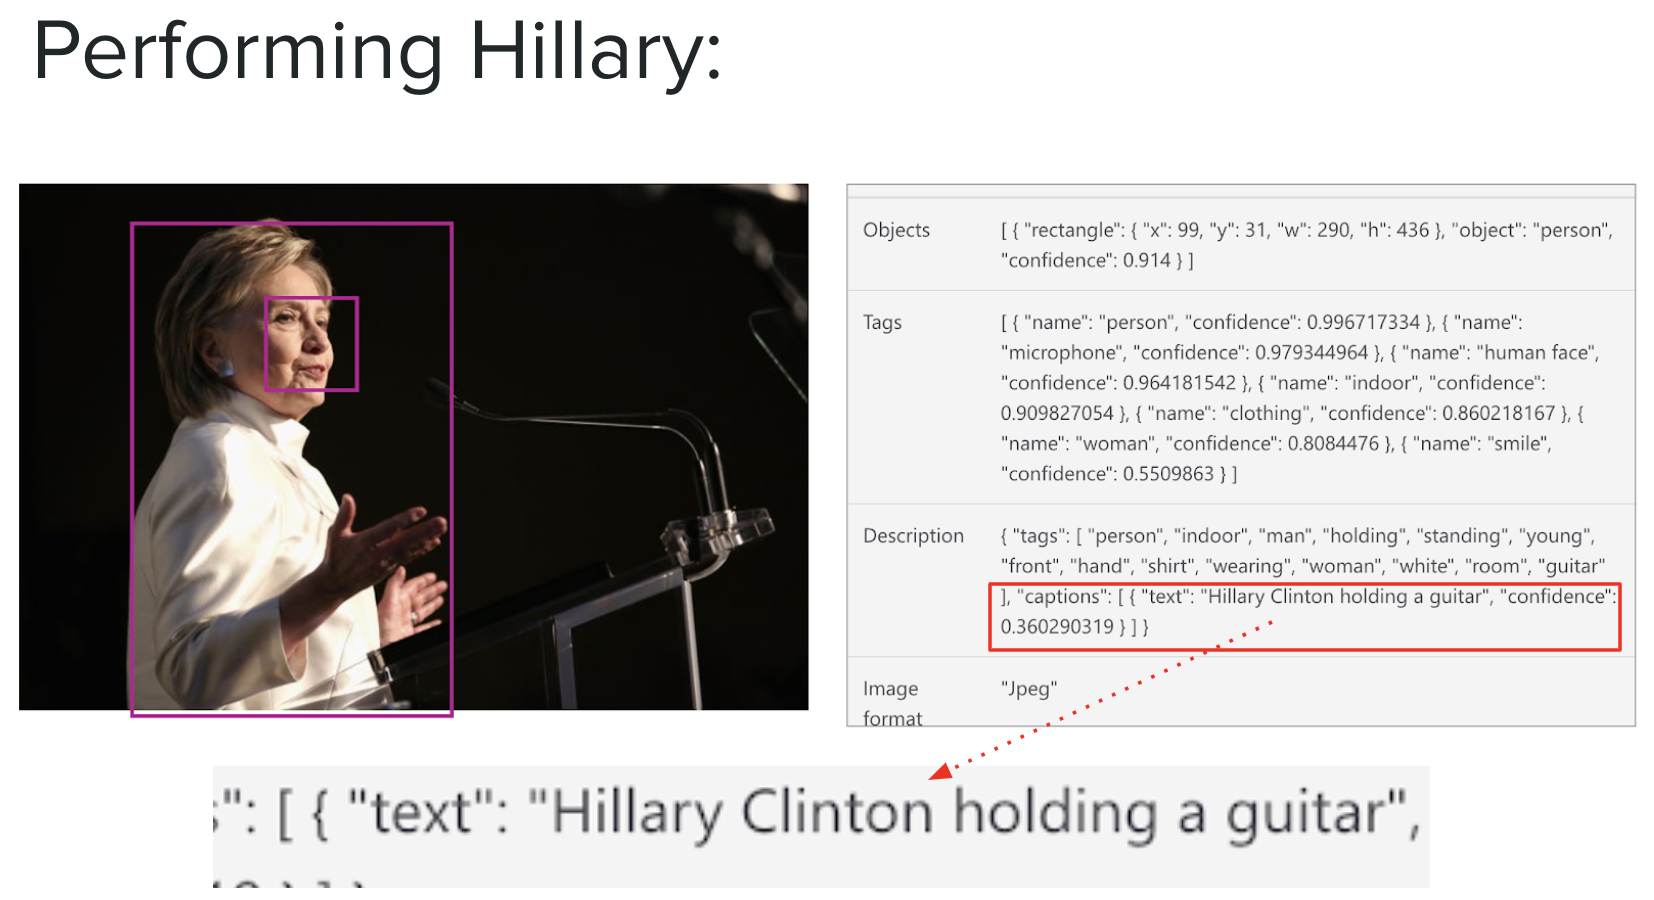 Performing Hillary:
Objects
[ { "rectangle": { "x": 99, "y": 31, "w": 290, "h": 436 }, "object": "person",
"confidence": 0.914 } ]
Tags
[ { "name": "person", "confidence": 0.996717334 }, { "name":
"microphone", "confidence": 0.979344964 }, { "name": "human face",
"confidence": 0.964181542 }, { "name": "indoor", "confidence":
0.909827054 }, { "name": "clothing", "confidence": 0.860218167 }, {
"name": "woman", "confidence": 0.8084476 }, { "name": "smile",
"confidence": 0.5509863 } ]
Description
{ "tags": [ "person", "indoor", "man", "holding", "standing", "young",
"front", "hand", "shirt", "wearing", "woman", "white", "room", "guitar"
], "captions": [ { "text": "Hillary Clinton holding a guitar", "confidence":
0.360290319 } ] }
Image
format
"Jpeg"
": [ { "text": "Hillary Clinton holding a guitar",